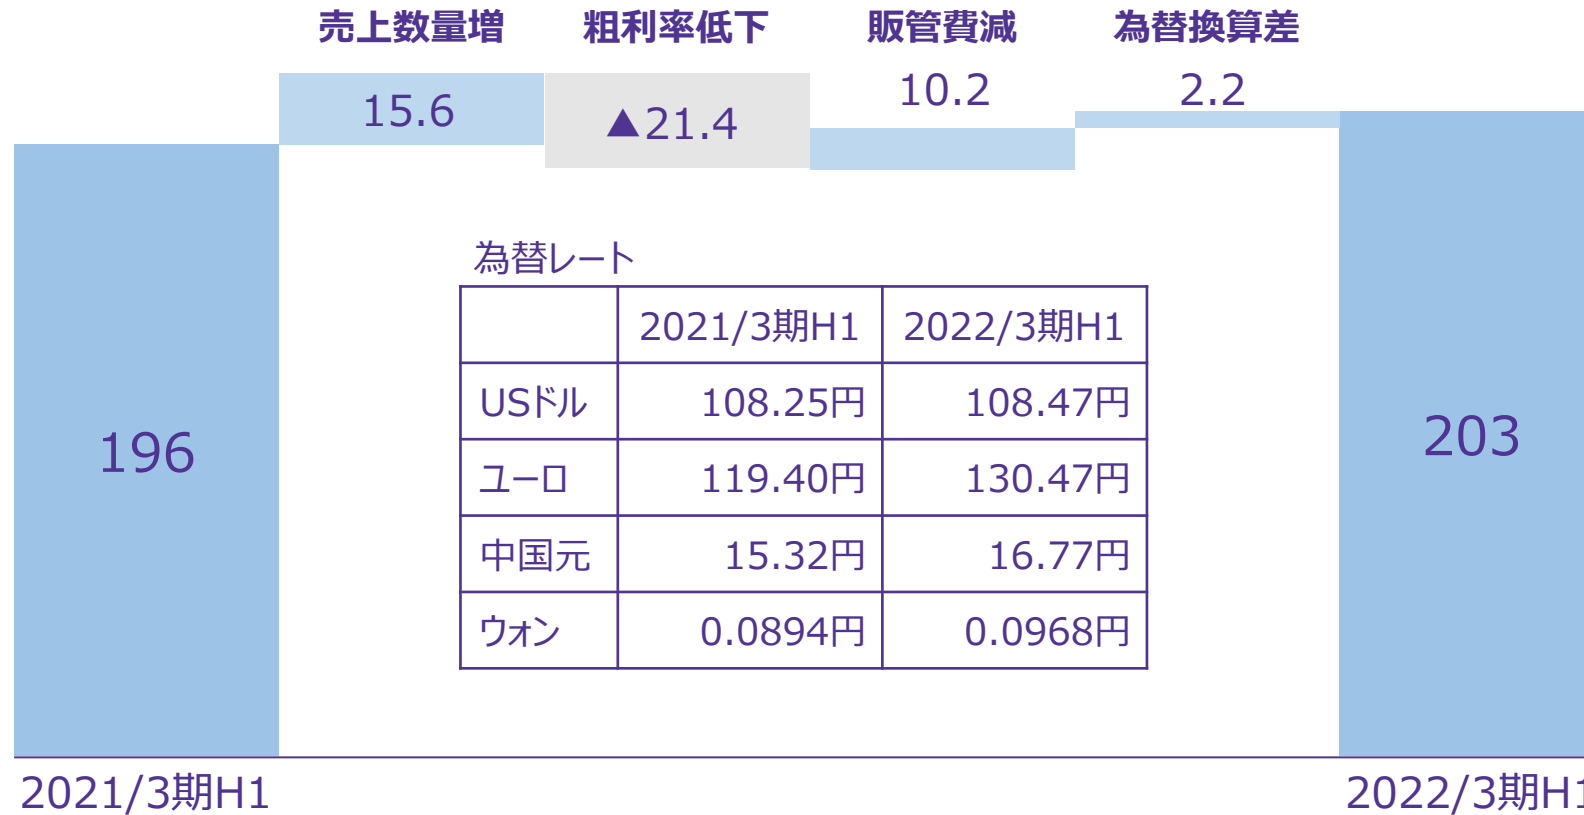 売上数量増 粗利率低下 販管費減 為替換算差
15.6 ▲21.4 10.2 2.2
為替レート
2021/3期H1 2022/3期H1
USドル 108.25円 108.47円
ユーロ 119.40円 130.47円
中国元 15.32円 16.77円
ウォン 0.0894円 0.0968円
196 203
2021/3期H1 2022/3期H1